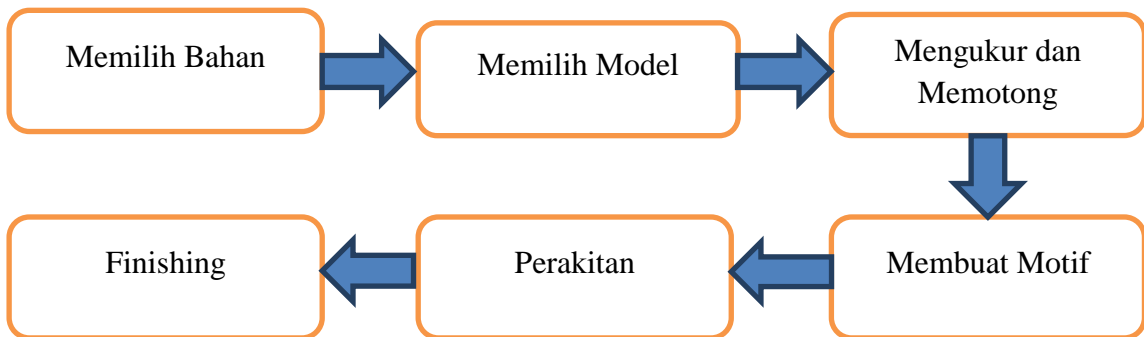 Memilih Bahan
Memilih Model
Mengukur dan
Memotong
Membuat Motif
Perakitan
Finishing